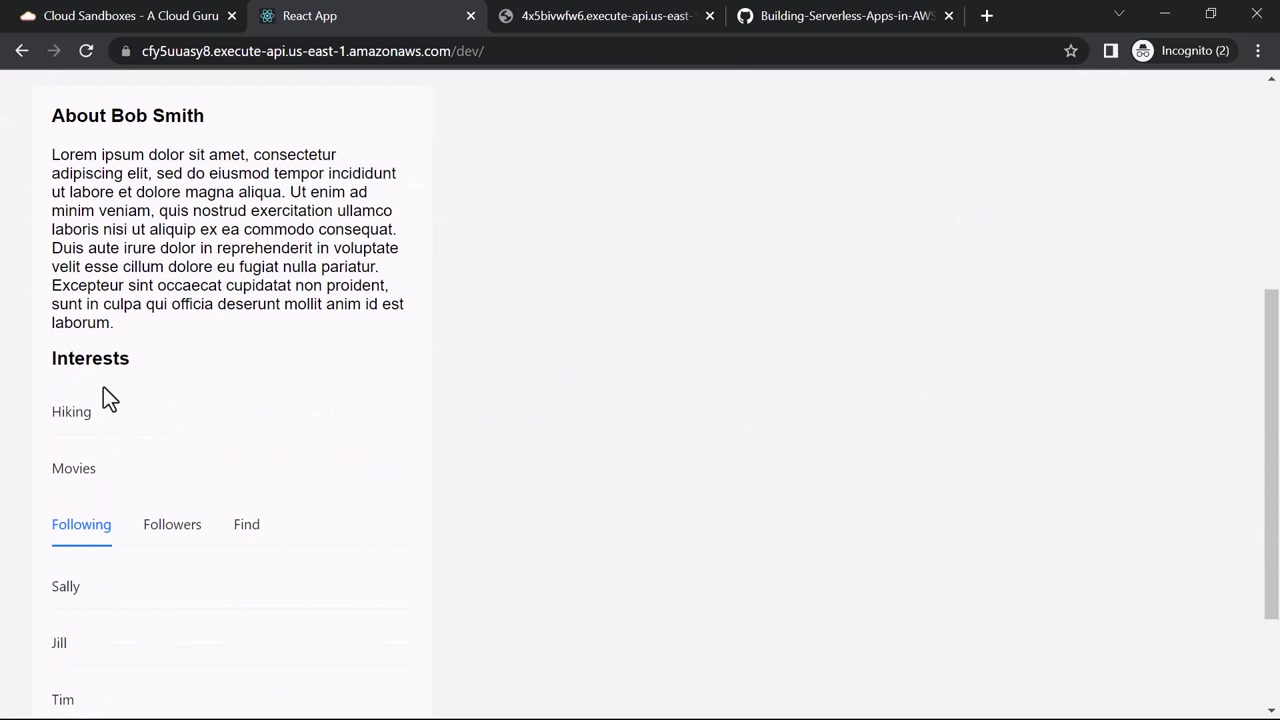 Cloud Sandboxes - A Cloud Guru
React App
4x5bivwfw6.execute-api.us-east-
Building-Serverless-Apps-in-AWS
cfy5uuasy8.execute-api.us-east-1.amazonaws.com/dev/
Incognito (2)
About Bob Smith
Lorem ipsum dolor sit amet, consectetur
adipiscing elit, sed do eiusmod tempor incididunt
ut labore et dolore magna aliqua. Ut enim ad
minim veniam, quis nostrud exercitation ullamco
laboris nisi ut aliquip ex ea commodo consequat.
Duis aute irure dolor in reprehenderit in voluptate
velit esse cillum dolore eu fugiat nulla pariatur.
Excepteur sint occaecat cupidatat non proident,
sunt in culpa qui officia deserunt mollit anim id est
laborum.
Interests
Hiking
Movies
Following Followers Find
Sally
Jill
Tim